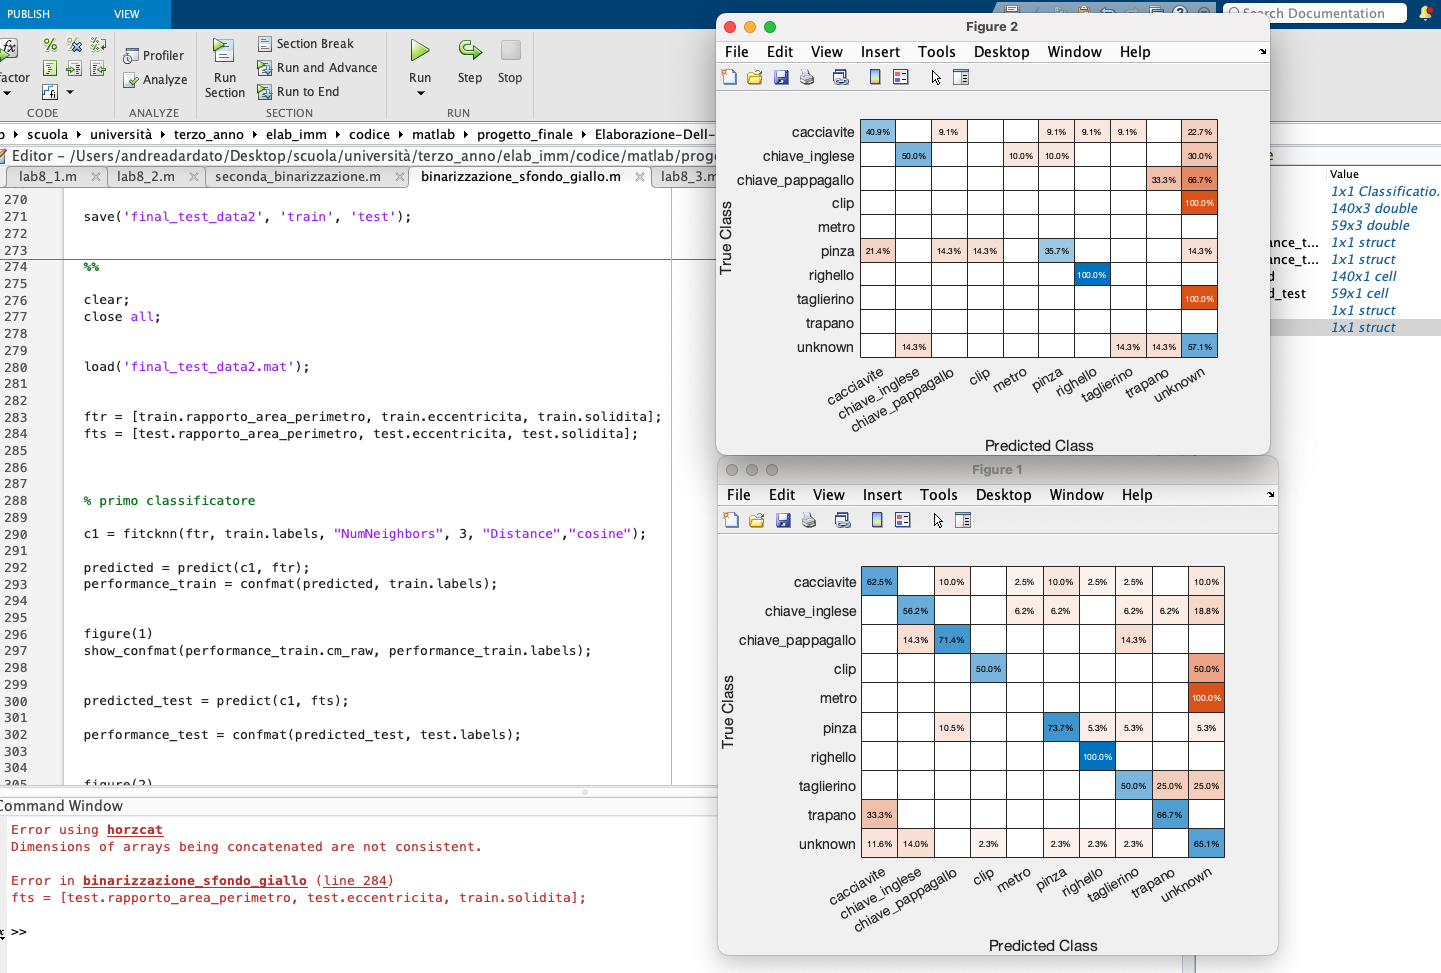 PUBLISH
VIEW
Search Documentation
Profiler
Analyze
Section Break
Run and Advance
Run to End
Run Section
Run
Step
Stop
CODE
ANALYZE
SECTION
RUN
scuola
università
terzo_anno
elab_imm
codice
matlab
progetto_finale
Elaborazione-Dell-
Editor - /Users/andreadardato/Desktop/scuola/università/terzo_anno/elab_imm/codice/matlab/proge
lab8_1.m
lab8_2.m
seconda_binarizzazione.m
binarizzazione_sfondo_giallo.m
lab8_3.m
270
271 save('final_test_data2', 'train', 'test');
272
273
274 %%
275
276 clear;
277 close all;
278
279
280 load('final_test_data2.mat');
281
282
283 ftr = [train.rapporto_area_perimetro, train.eccentricita, train.solidita];
284 fts = [test.rapporto_area_perimetro, test.eccentricita, test.solidita];
285
286
287
288 % primo classificatore
289
290 c1 = fitcknn(ftr, train.labels, "NumNeighbors", 3, "Distance","cosine");
291
292 predicted = predict(c1, ftr);
293 performance_train = confmat(predicted, train.labels);
294
295
296 figure(1)
297 show_confmat(performance_train.cm_raw, performance_train.labels);
298
299
300 predicted_test = predict(c1, fts);
301
302 performance_test = confmat(predicted_test, test.labels);
303
304
305 figure(2)
Command Window
Error using horzcat
Dimensions of arrays being concatenated are not consistent.
Error in binarizzazione_sfondo_giallo (line 284)
fts = [test.rapporto_area_perimetro, test.eccentricita, train.solidita];
>>
Figure 2
File Edit View Insert Tools Desktop Window Help
True Class
cacciavite 40.9% 9.1% 9.1% 9.1% 9.1% 22.7%
chiave_inglese 50.0% 10.0% 10.0% 30.0%
chiave_pappagallo 33.3% 66.7%
clip 100.0%
metro
pinza 21.4% 14.3% 14.3% 35.7% 14.3%
righello 100.0%
taglierino 100.0%
trapano
unknown 14.3% 14.3% 14.3% 57.1%
cacciavite chiave_inglese chiave_pappagallo clip metro pinza righello taglierino trapano unknown
Predicted Class
Figure 1
File Edit View Insert Tools Desktop Window Help
True Class
cacciavite 62.5% 10.0% 2.5% 10.0% 2.5% 2.5% 10.0%
chiave_inglese 56.2% 6.2% 6.2% 6.2% 6.2% 18.8%
chiave_pappagallo 14.3% 71.4% 14.3%
clip 50.0% 50.0%
metro 100.0%
pinza 10.5% 73.7% 5.3% 5.3% 5.3%
righello 100.0%
taglierino 50.0% 25.0% 25.0%
trapano 33.3% 66.7%
unknown 11.6% 14.0% 2.3% 2.3% 2.3% 2.3% 65.1%
cacciavite chiave_inglese chiave_pappagallo clip metro pinza righello taglierino trapano unknown
Predicted Class
Value
1x1 Classificatio.
140x3 double
59x3 double
1x1 struct
1x1 struct
140x1 cell
59x1 cell
1x1 struct
1x1 struct